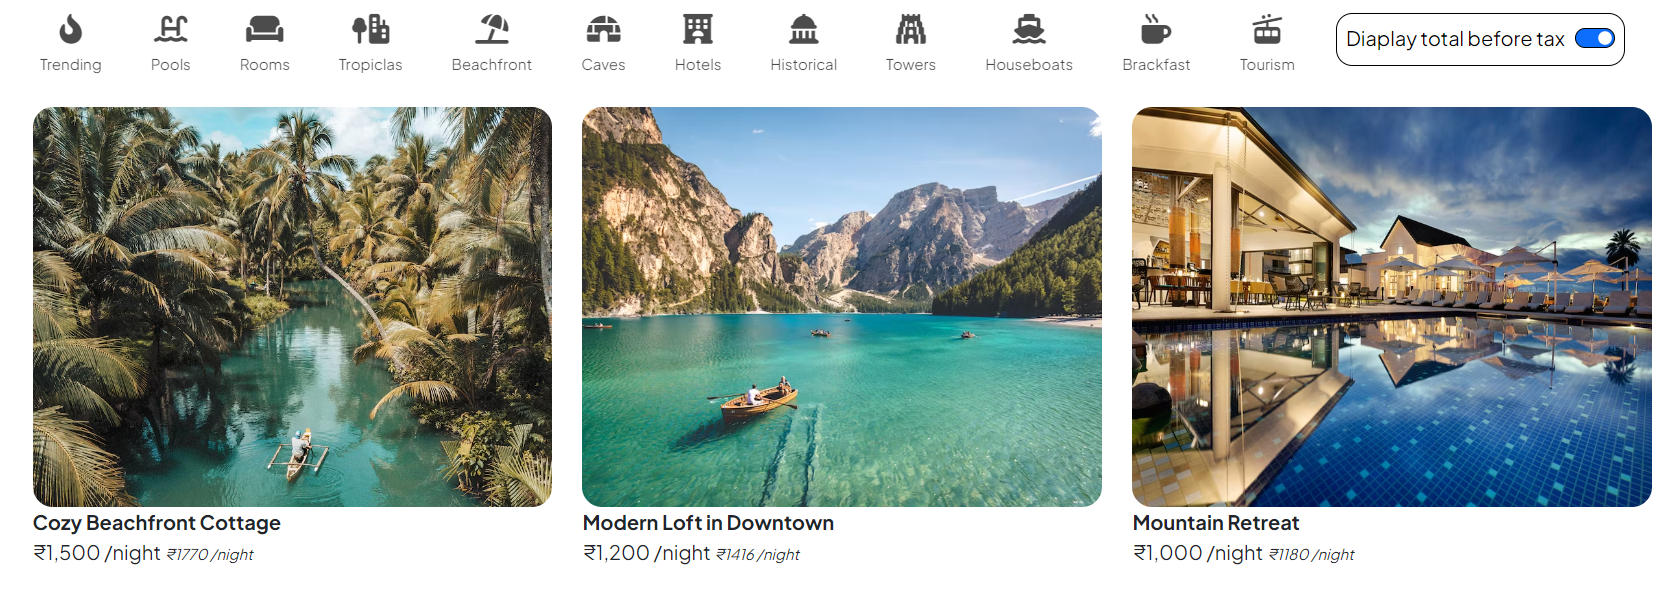 Trending Pools Rooms Tropiclas Beachfront Caves Hotels Historical Towers Houseboats Brackfast Tourism Diaplay total before tax
Cozy Beachfront Cottage
₹1,500 /night ₹1770 /night
Modern Loft in Downtown
₹1,200 /night ₹1416 /night
Mountain Retreat
₹1,000 /night ₹1180 /night